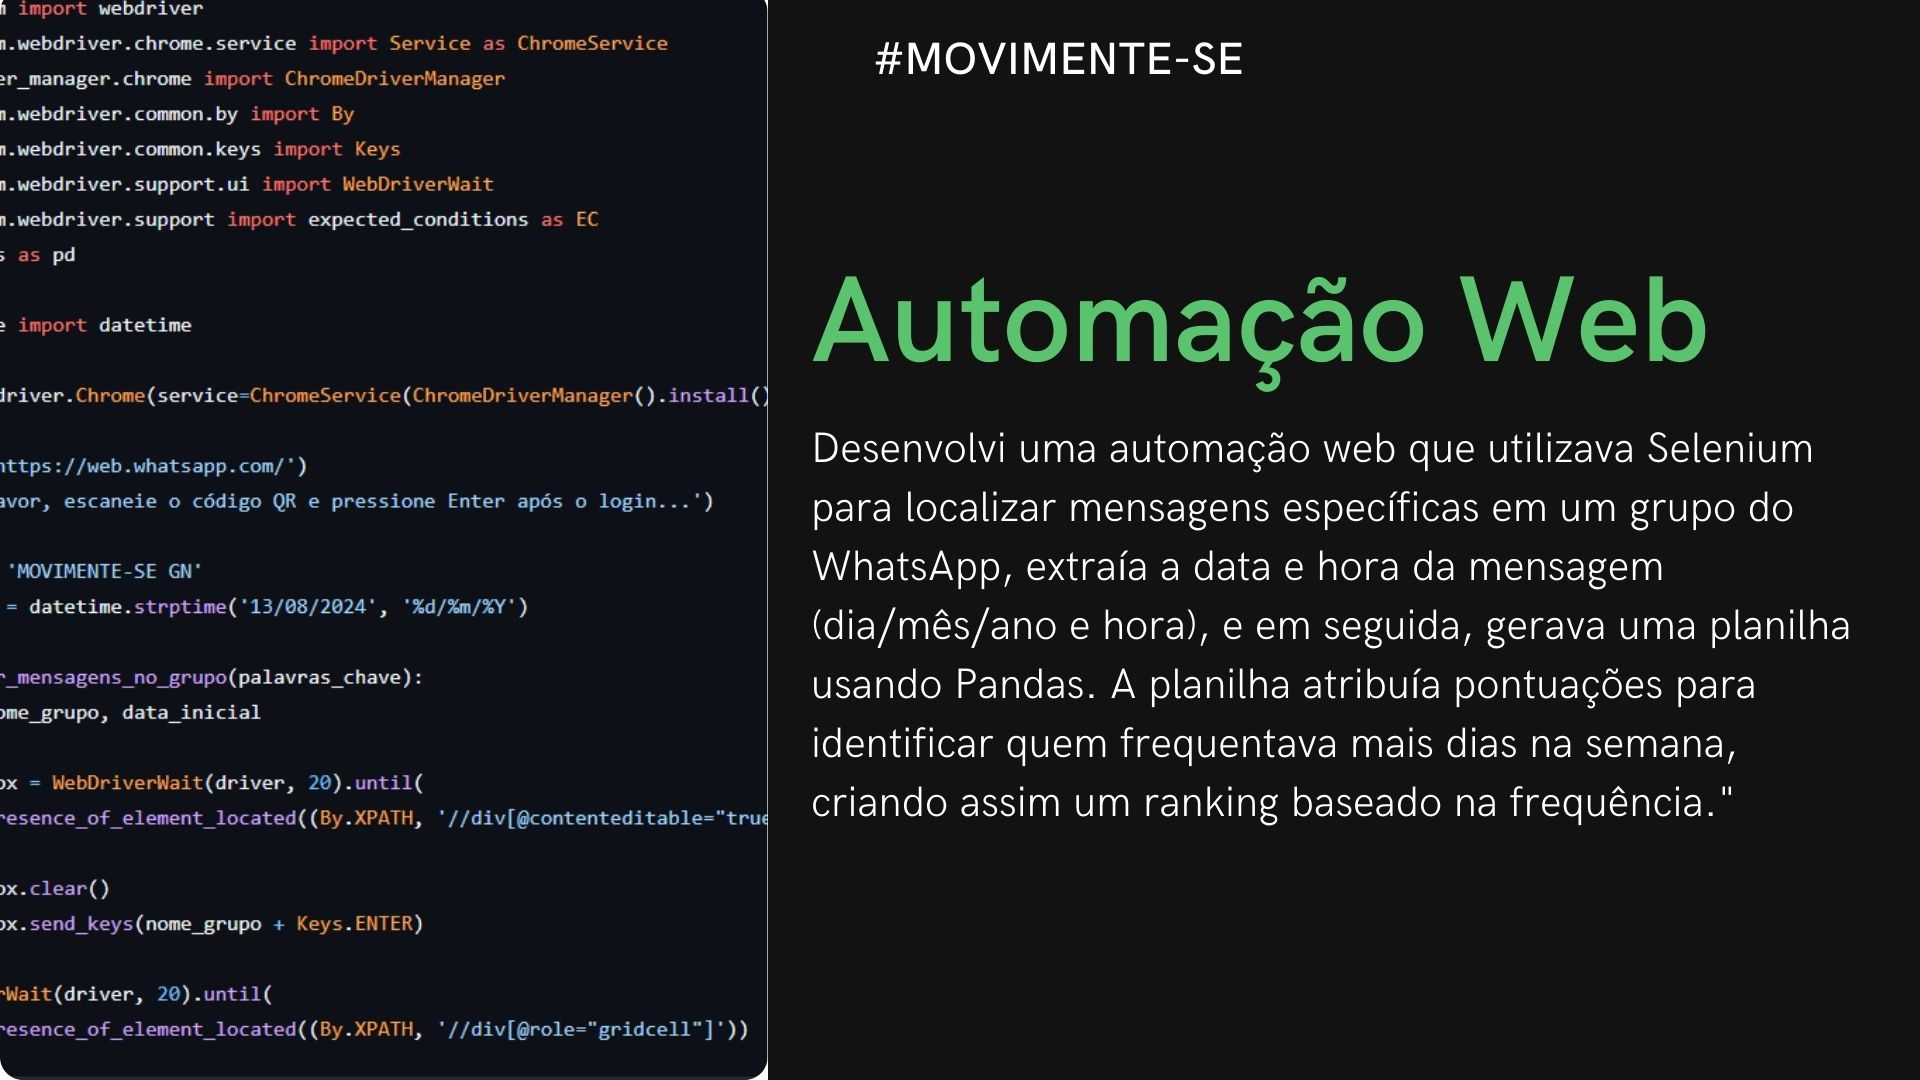 import webdriver
.webdriver.chrome.service import Service as ChromeService
er_manager.chrome import ChromeDriverManager
.webdriver.common.by import By
.webdriver.common.keys import Keys
.webdriver.support.ui import WebDriverWait
.webdriver.support import expected_conditions as EC
s as pd
e import datetime
driver.Chrome(service=ChromeService(ChromeDriverManager().install()
https://web.whatsapp.com/')
avor, escaneie o código QR e pressione Enter após o login...')
'MOVIMENTE-SE GN'
= datetime.strptime('13/08/2024', '%d/%m/%Y')
r_mensagens_no_grupo(palavras_chave):
ome_grupo, data_inicial
ox = WebDriverWait(driver, 20).until(
resence_of_element_located((By.XPATH, '//div[@contenteditable="true
ox.clear()
ox.send_keys(nome_grupo + Keys.ENTER)
rWait(driver, 20).until(
resence_of_element_located((By.XPATH, '//div[@role="gridcell"]'))
#MOVIMENTE-SE
Automação Web
Desenvolvi uma automação web que utilizava Selenium
para localizar mensagens específicas em um grupo do
WhatsApp, extraía a data e hora da mensagem
(dia/mês/ano e hora), e em seguida, gerava uma planilha
usando Pandas. A planilha atribuía pontuações para
identificar quem frequentava mais dias na semana,
criando assim um ranking baseado na frequência."